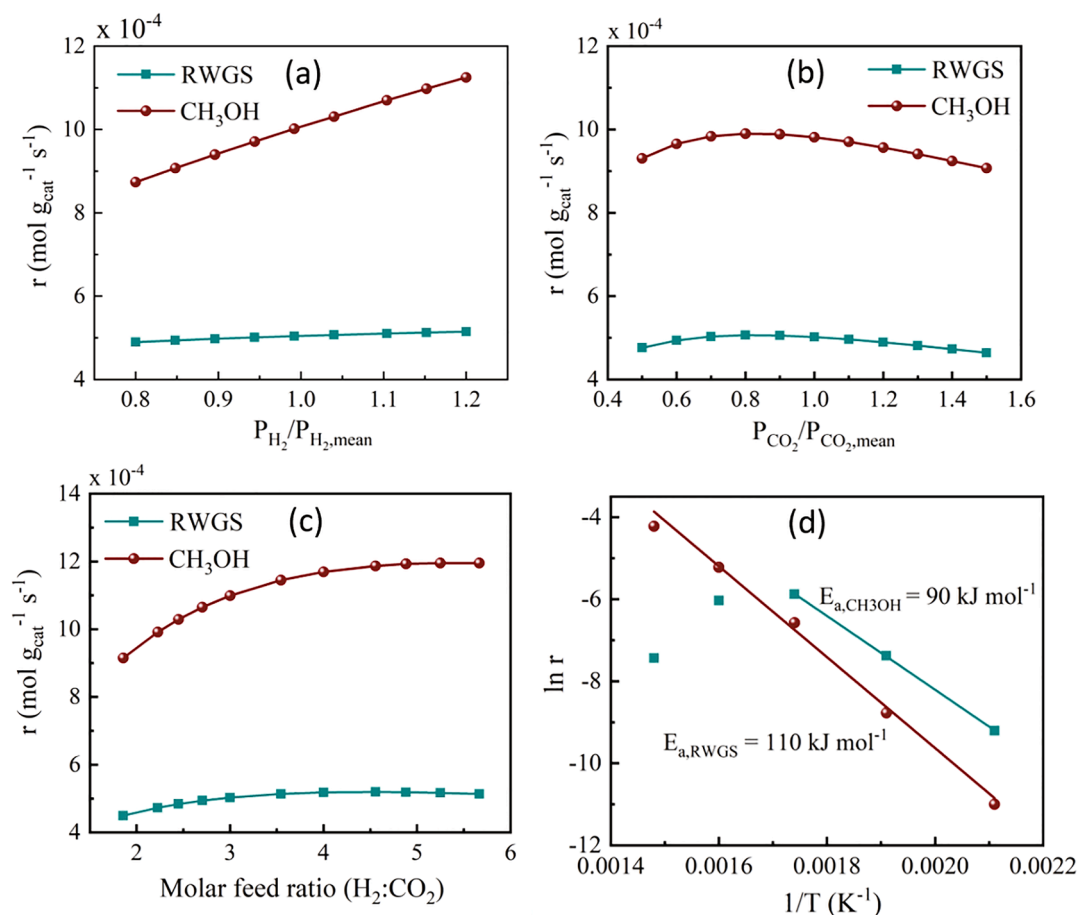 x 10⁻⁴
12
10
8
6
4
RWGS
CH₃OH
(a)
r (mol g_cat⁻¹ s⁻¹)
0.8 0.9 1.0 1.1 1.2
P_H₂/P_H₂,mean
x 10⁻⁴
12
10
8
6
4
(b)
RWGS
CH₃OH
r (mol g_cat⁻¹ s⁻¹)
0.4 0.6 0.8 1.0 1.2 1.4 1.6
P_CO₂/P_CO₂,mean
x 10⁻⁴
14
12
10
8
6
4
RWGS
CH₃OH
(c)
r (mol g_cat⁻¹ s⁻¹)
2 3 4 5 6
Molar feed ratio (H₂:CO₂)
-4
-6
-8
-10
-12
(d)
E_a,CH3OH = 90 kJ mol⁻¹
E_a,RWGS = 110 kJ mol⁻¹
ln r
0.0014 0.0016 0.0018 0.0020 0.0022
1/T (K⁻¹)